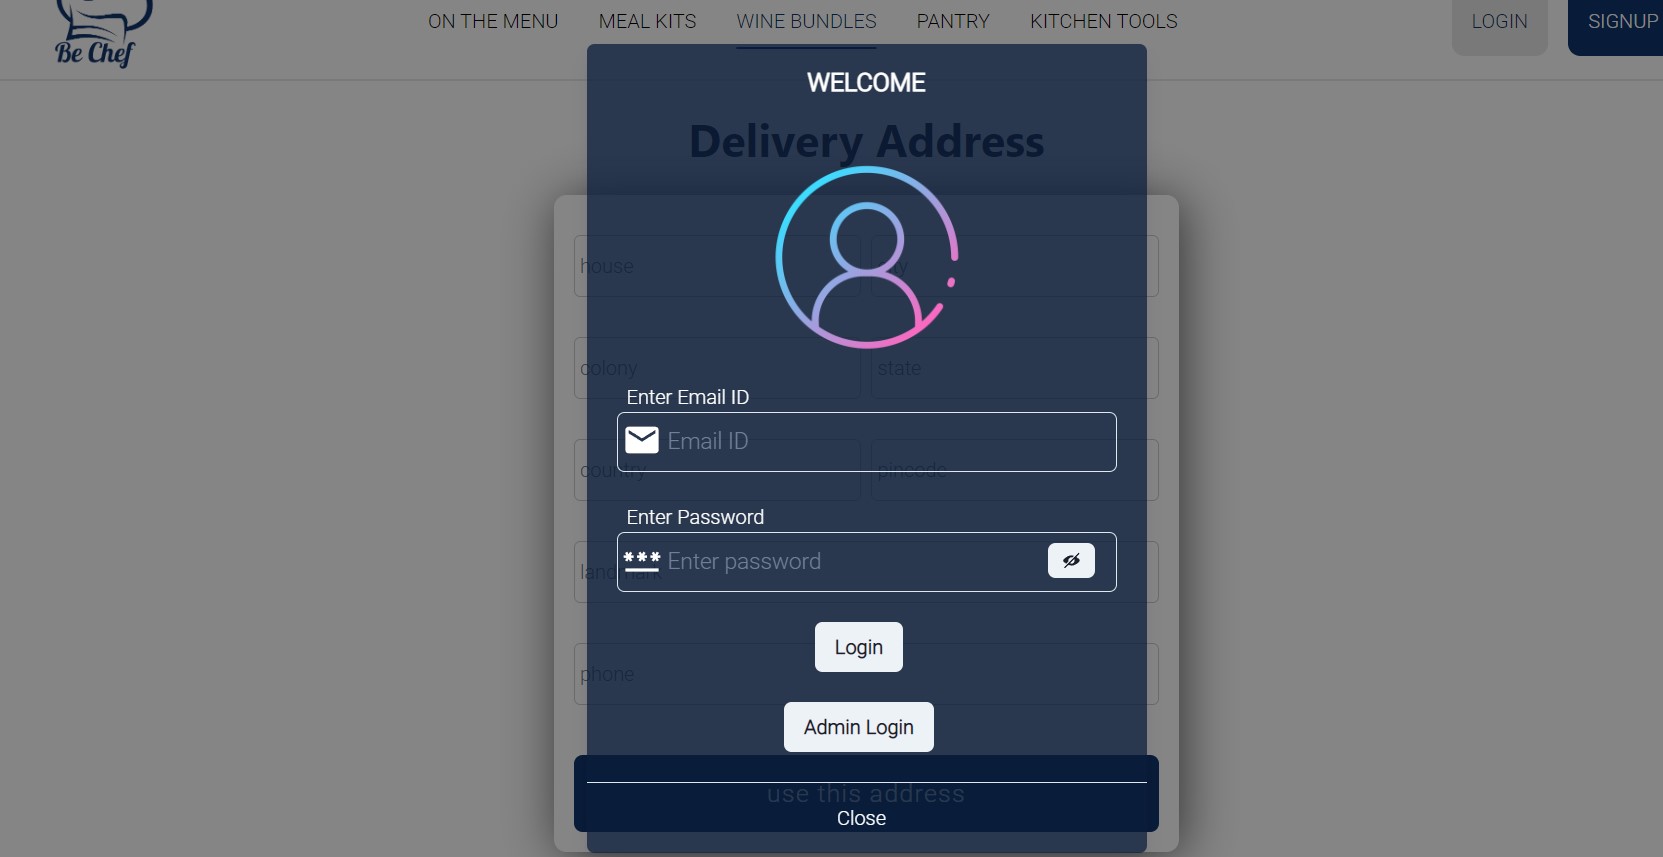 Be Chef
ON THE MENU MEAL KITS WINE BUNDLES PANTRY KITCHEN TOOLS LOGIN SIGNUP
WELCOME
Delivery Address
house
colony state
Enter Email ID
Email ID
country pincode
Enter Password
*** Enter password
landmark
Login
phone
Admin Login
use this address
Close